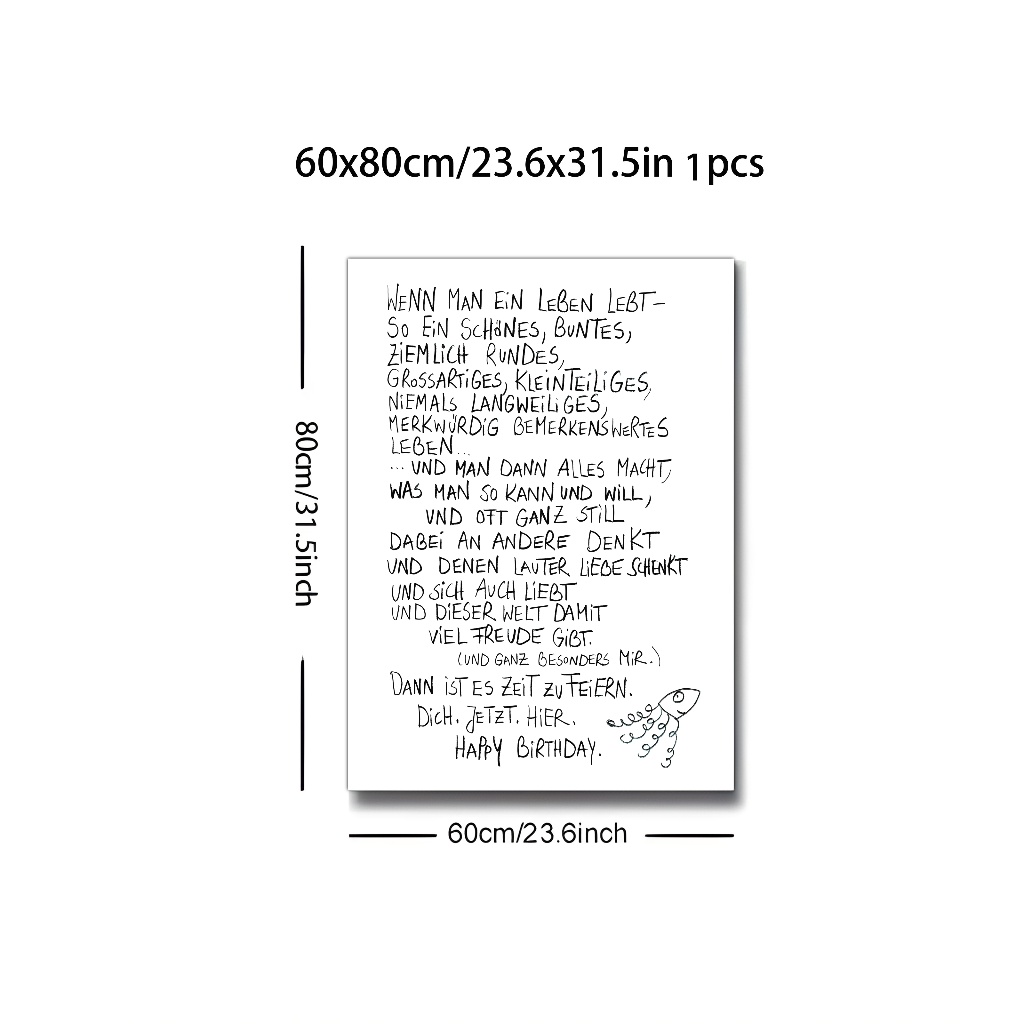 60x80cm/23.6x31.5in 1pcs
80cm/31.5inch
WENN MAN EiN LEBEN LEBT–
SO EiN SCHÖNES, BUNTES,
ZiEMLiCH RUNDES,
GROSSARTiGES, KLEiNTEiLiGES,
NiEMALS LANGWEiLiGES,
MERKWÜRDiG BEMERKENSWERTES
LEBEN...
... UND MAN DANN ALLES MACHT,
WAS MAN SO KANN UND WiLL,
UND OFT GANZ STiLL
DABEi AN ANDERE DENKT
UND DENEN LAUTER LiEBE SCHENKT
UND SiCH AUCH LiEBT
UND DiESER WELT DAMiT
ViEL FREUDE GiBT.
(UND GANZ BESONDERS MiR.)
DANN iST ES ZEiT ZU FEiERN.
DiCH. JETZT. HiER.
HAPPY BiRTHDAY.
60cm/23.6inch